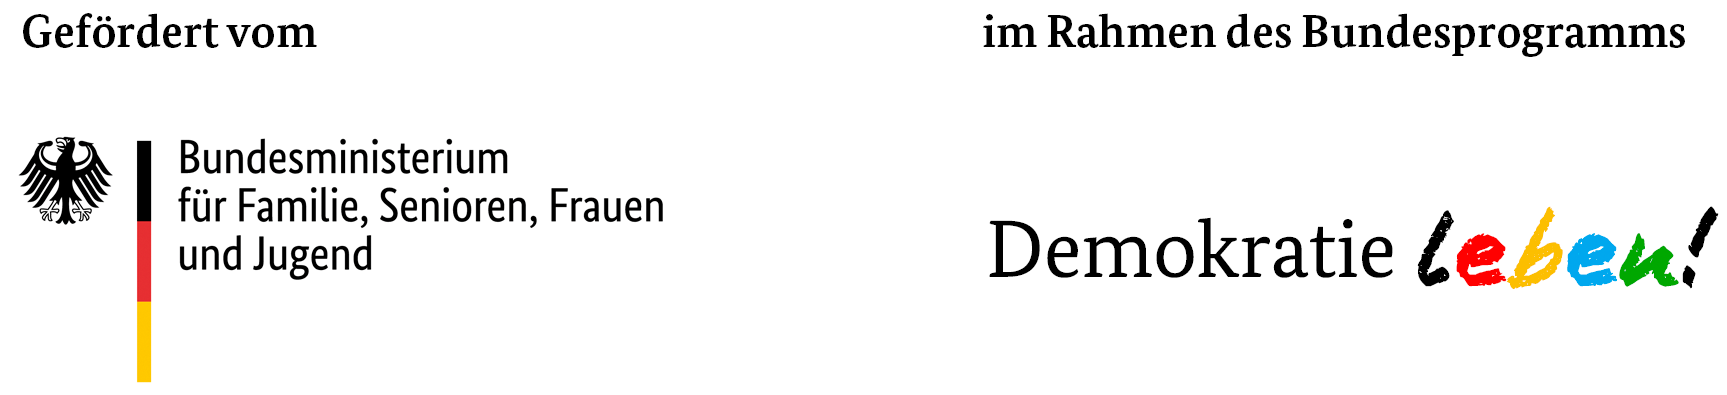 Gefördert vom
im Rahmen des Bundesprogramms
Bundesministerium
für Familie, Senioren, Frauen
und Jugend
Demokratie leben!